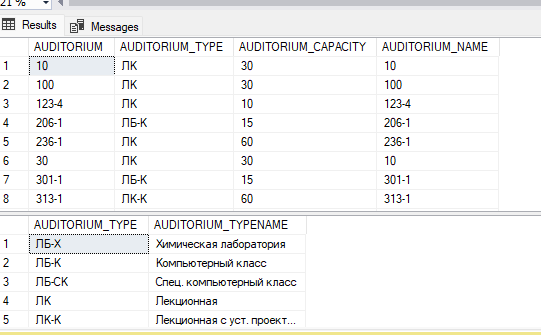 21 %
Results Messages
AUDITORIUM AUDITORIUM_TYPE AUDITORIUM_CAPACITY AUDITORIUM_NAME
1 10 ЛК 30 10
2 100 ЛК 30 100
3 123-4 ЛК 10 123-4
4 206-1 ЛБ-К 15 206-1
5 236-1 ЛК 60 236-1
6 30 ЛК 30 10
7 301-1 ЛБ-К 15 301-1
8 313-1 ЛК-К 60 313-1
AUDITORIUM_TYPE AUDITORIUM_TYPENAME
1 ЛБ-Х Химическая лаборатория
2 ЛБ-К Компьютерный класс
3 ЛБ-СК Спец. компьютерный класс
4 ЛК Лекционная
5 ЛК-К Лекционная с уст. проект...